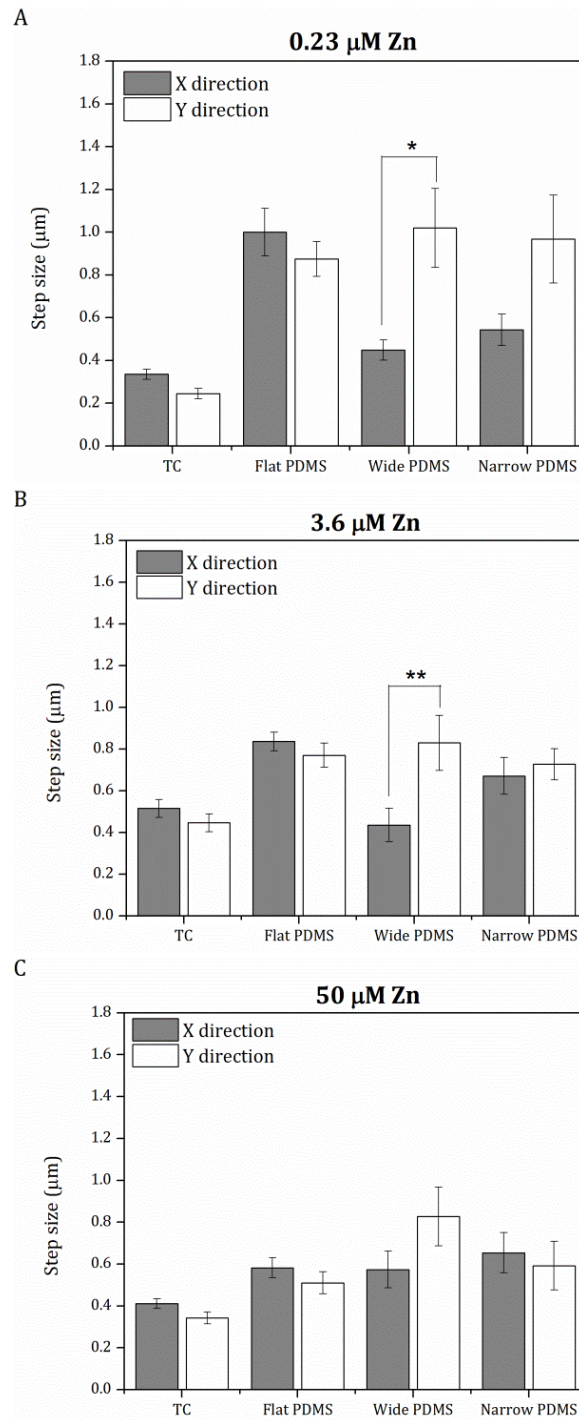 A
0.23 μM Zn
X direction
Y direction
*
Step size (μm)
1.8
1.6
1.4
1.2
1.0
0.8
0.6
0.4
0.2
0.0
TC
Flat PDMS
Wide PDMS
Narrow PDMS
B
3.6 μM Zn
X direction
Y direction
**
Step size (μm)
1.8
1.6
1.4
1.2
1.0
0.8
0.6
0.4
0.2
0.0
TC
Flat PDMS
Wide PDMS
Narrow PDMS
C
50 μM Zn
X direction
Y direction
Step size (μm)
1.8
1.6
1.4
1.2
1.0
0.8
0.6
0.4
0.2
0.0
TC
Flat PDMS
Wide PDMS
Narrow PDMS